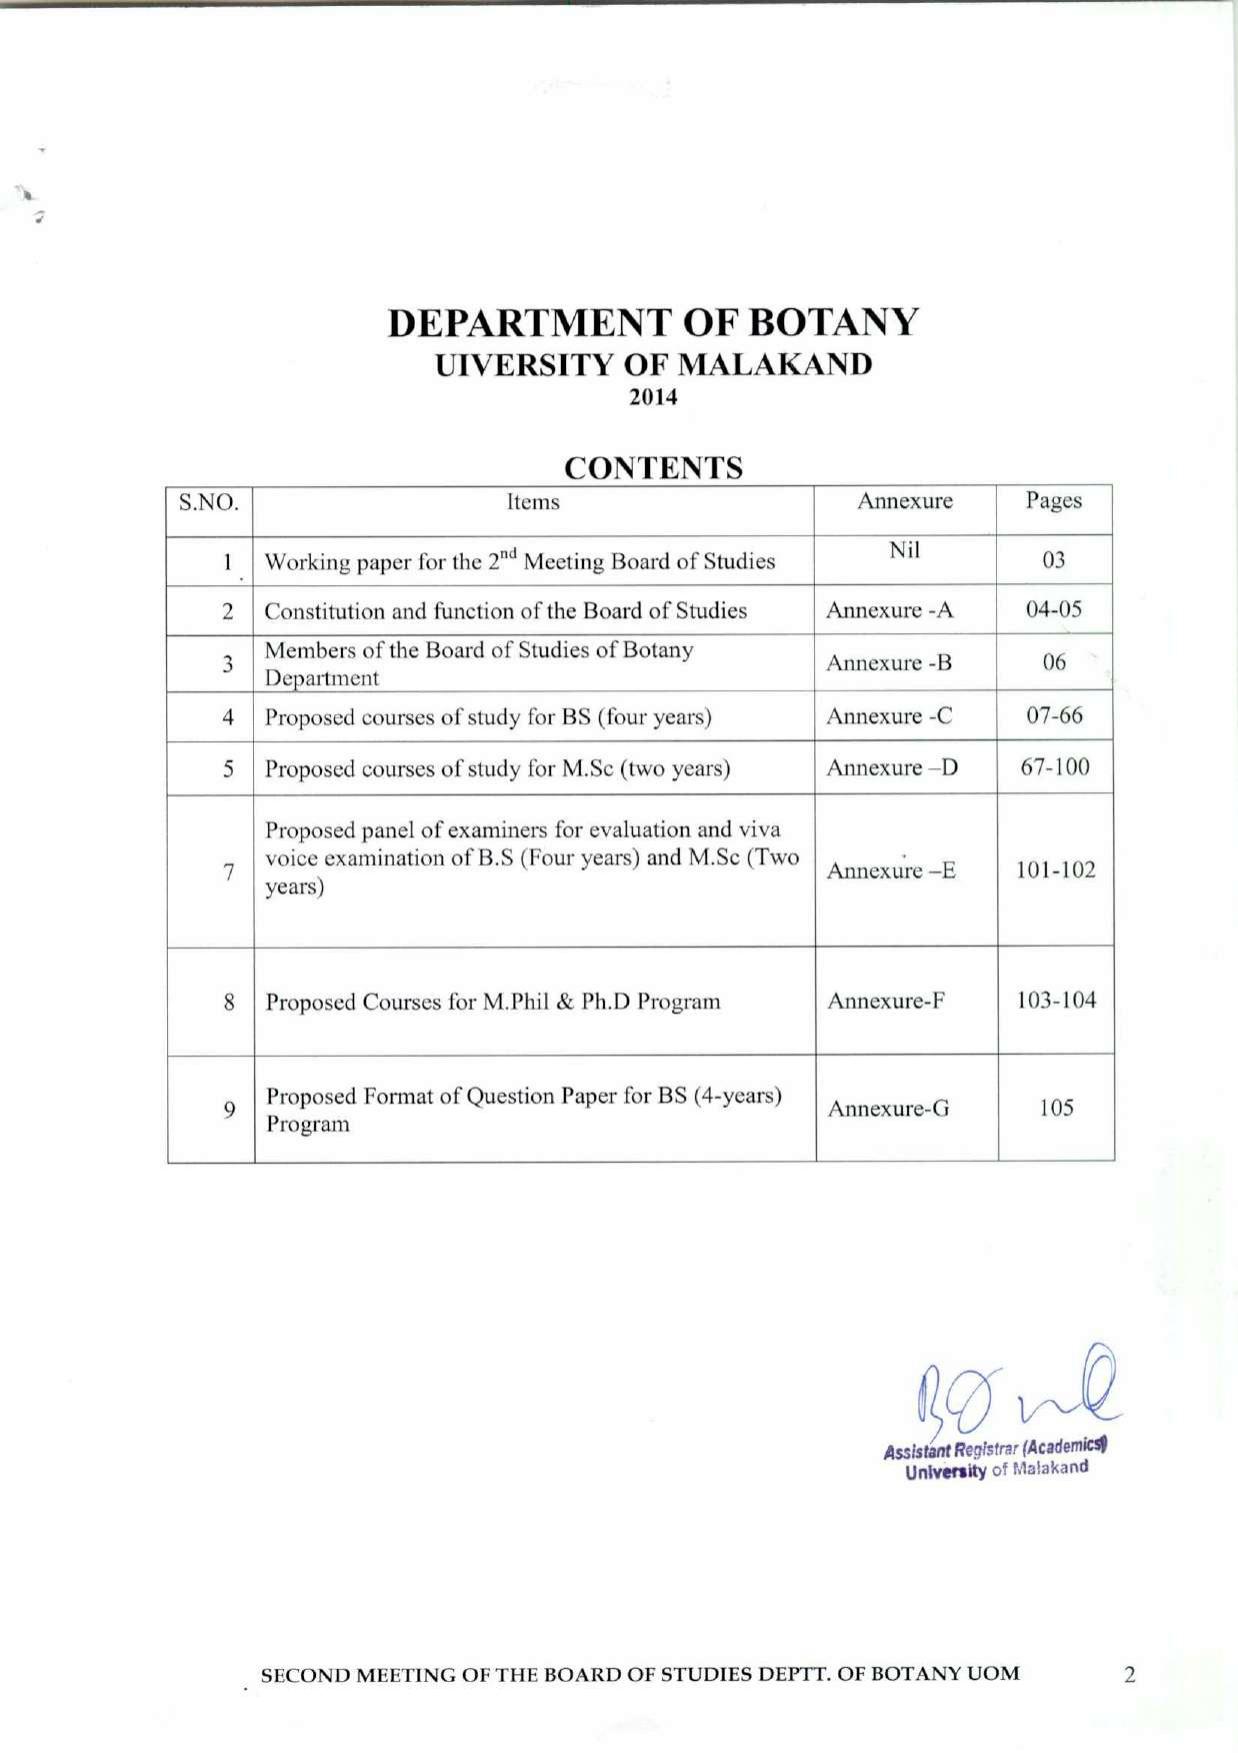 DEPARTMENT OF BOTANY
UIVERSITY OF MALAKAND
2014
CONTENTS
S.NO. Items Annexure Pages
1 Working paper for the 2nd Meeting Board of Studies Nil 03
2 Constitution and function of the Board of Studies Annexure -A 04-05
3 Members of the Board of Studies of Botany
Department Annexure -B 06
4 Proposed courses of study for BS (four years) Annexure -C 07-66
5 Proposed courses of study for M.Sc (two years) Annexure –D 67-100
7 Proposed panel of examiners for evaluation and viva
voice examination of B.S (Four years) and M.Sc (Two
years) Annexure –E 101-102
8 Proposed Courses for M.Phil & Ph.D Program Annexure-F 103-104
9 Proposed Format of Question Paper for BS (4-years)
Program Annexure-G 105
Assistant Registrar (Academics)
University of Malakand
SECOND MEETING OF THE BOARD OF STUDIES DEPTT. OF BOTANY UOM 2